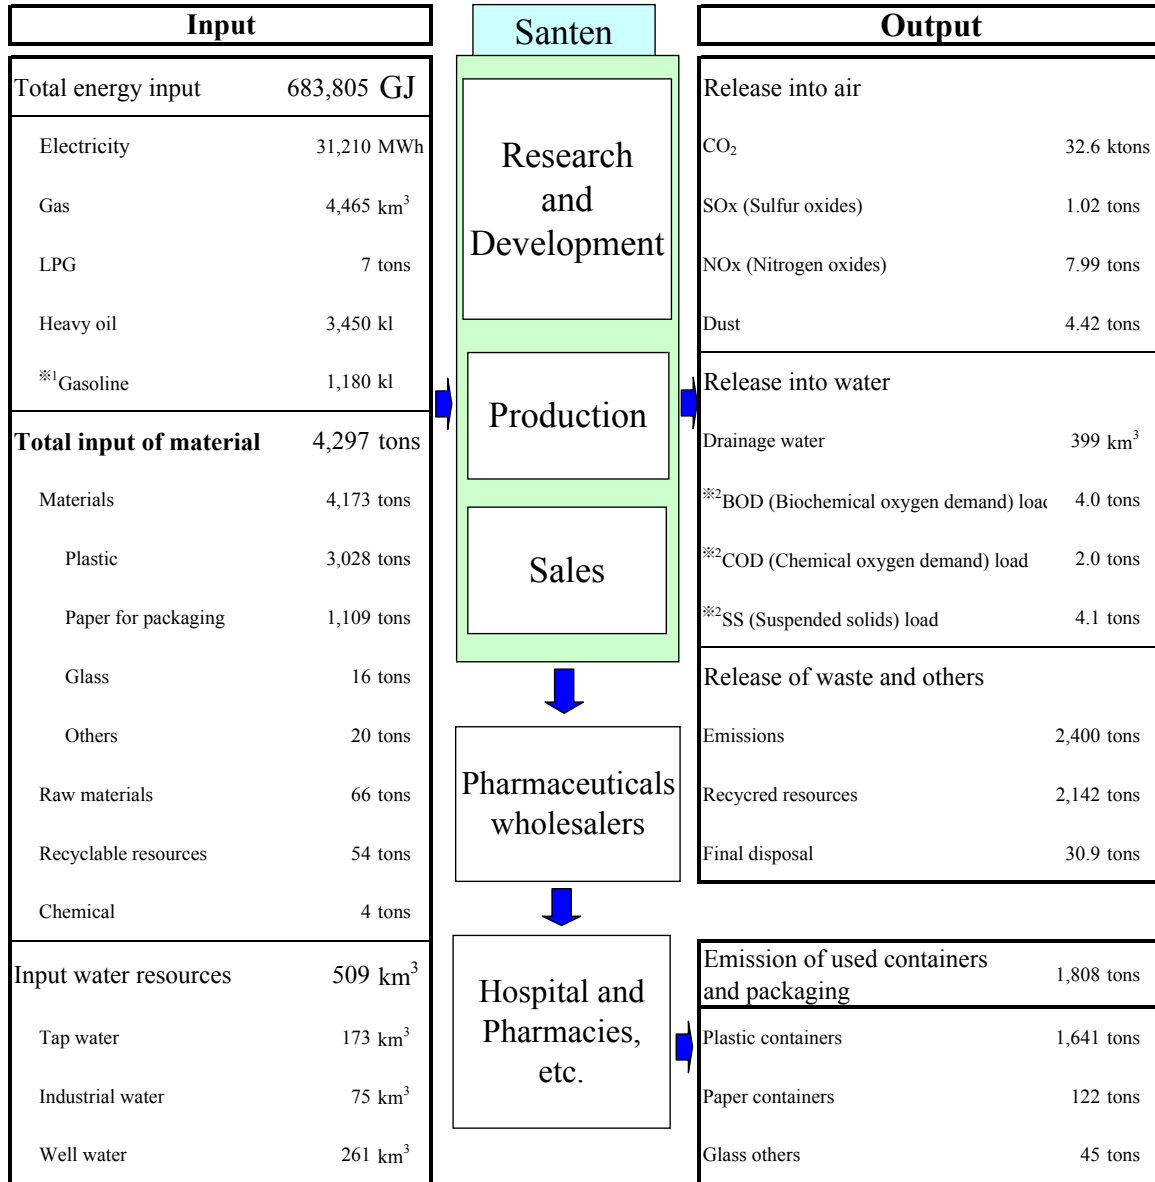 Input
Total energy input 683,805 GJ
Electricity 31,210 MWh
Gas 4,465 km³
LPG 7 tons
Heavy oil 3,450 kl
※1Gasoline 1,180 kl
Total input of material 4,297 tons
Materials 4,173 tons
Plastic 3,028 tons
Paper for packaging 1,109 tons
Glass 16 tons
Others 20 tons
Raw materials 66 tons
Recyclable resources 54 tons
Chemical 4 tons
Input water resources 509 km³
Tap water 173 km³
Industrial water 75 km³
Well water 261 km³
Santen
Research
and
Development
Production
Sales
Pharmaceuticals
wholesalers
Hospital and
Pharmacies,
etc.
Output
Release into air
CO₂ 32.6 ktons
SOx (Sulfur oxides) 1.02 tons
NOx (Nitrogen oxides) 7.99 tons
Dust 4.42 tons
Release into water
Drainage water 399 km³
※2BOD (Biochemical oxygen demand) load 4.0 tons
※2COD (Chemical oxygen demand) load 2.0 tons
※2SS (Suspended solids) load 4.1 tons
Release of waste and others
Emissions 2,400 tons
Recycred resources 2,142 tons
Final disposal 30.9 tons
Emission of used containers
and packaging 1,808 tons
Plastic containers 1,641 tons
Paper containers 122 tons
Glass others 45 tons